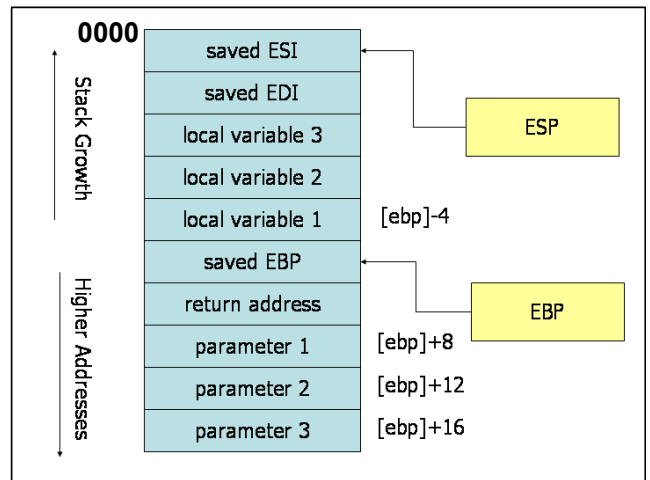 0000
Stack Growth
Higher Addresses
saved ESI
saved EDI
local variable 3
local variable 2
local variable 1
[ebp]-4
saved EBP
return address
parameter 1
[ebp]+8
parameter 2
[ebp]+12
parameter 3
[ebp]+16
ESP
EBP